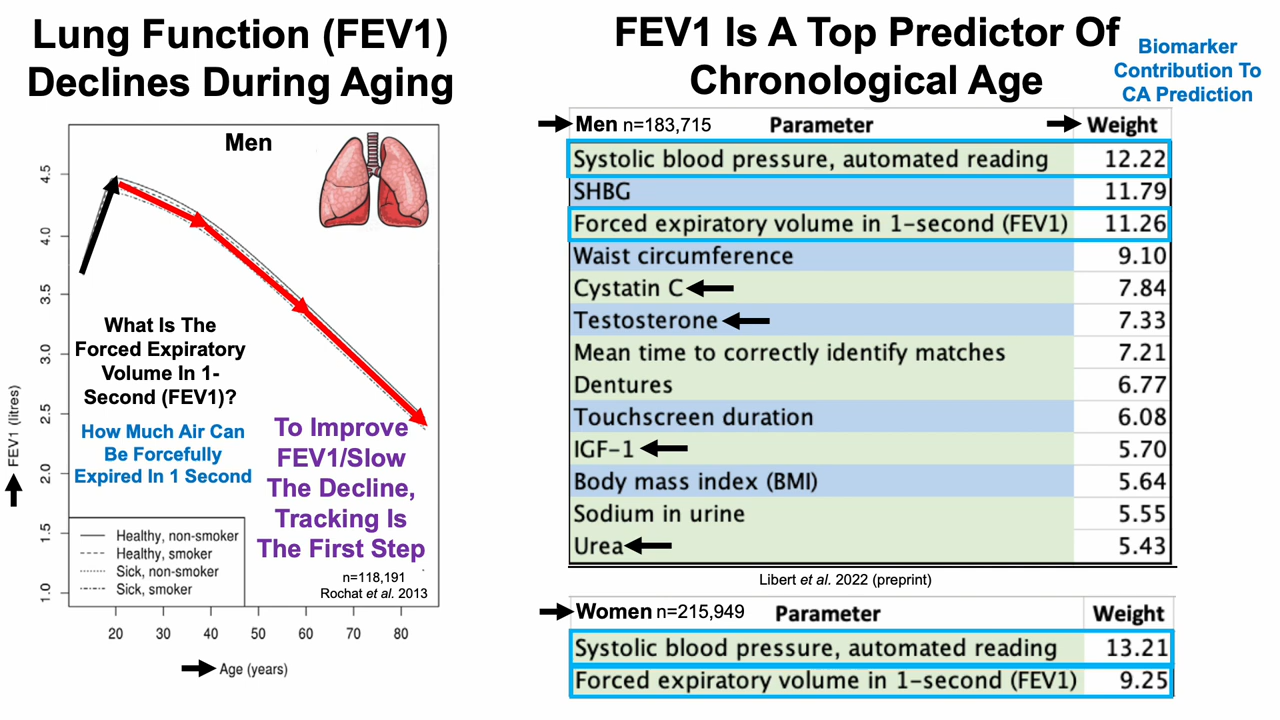 Lung Function (FEV1)
Declines During Aging
Men
4.5
4.0
3.5
3.0
2.5
2.0
1.5
1.0
FEV1 (litres)
What Is The
Forced Expiratory
Volume In 1-
Second (FEV1)?
How Much Air Can
Be Forcefully
Expired In 1 Second
To Improve
FEV1/Slow
The Decline,
Tracking Is
The First Step
Healthy, non-smoker
Healthy, smoker
Sick, non-smoker
Sick, smoker
n=118,191
Rochat et al. 2013
20 30 40 50 60 70 80
Age (years)
FEV1 Is A Top Predictor Of
Chronological Age
Biomarker
Contribution To
CA Prediction
Men n=183,715 Parameter Weight
Systolic blood pressure, automated reading 12.22
SHBG 11.79
Forced expiratory volume in 1-second (FEV1) 11.26
Waist circumference 9.10
Cystatin C 7.84
Testosterone 7.33
Mean time to correctly identify matches 7.21
Dentures 6.77
Touchscreen duration 6.08
IGF-1 5.70
Body mass index (BMI) 5.64
Sodium in urine 5.55
Urea 5.43
Libert et al. 2022 (preprint)
Women n=215,949 Parameter Weight
Systolic blood pressure, automated reading 13.21
Forced expiratory volume in 1-second (FEV1) 9.25